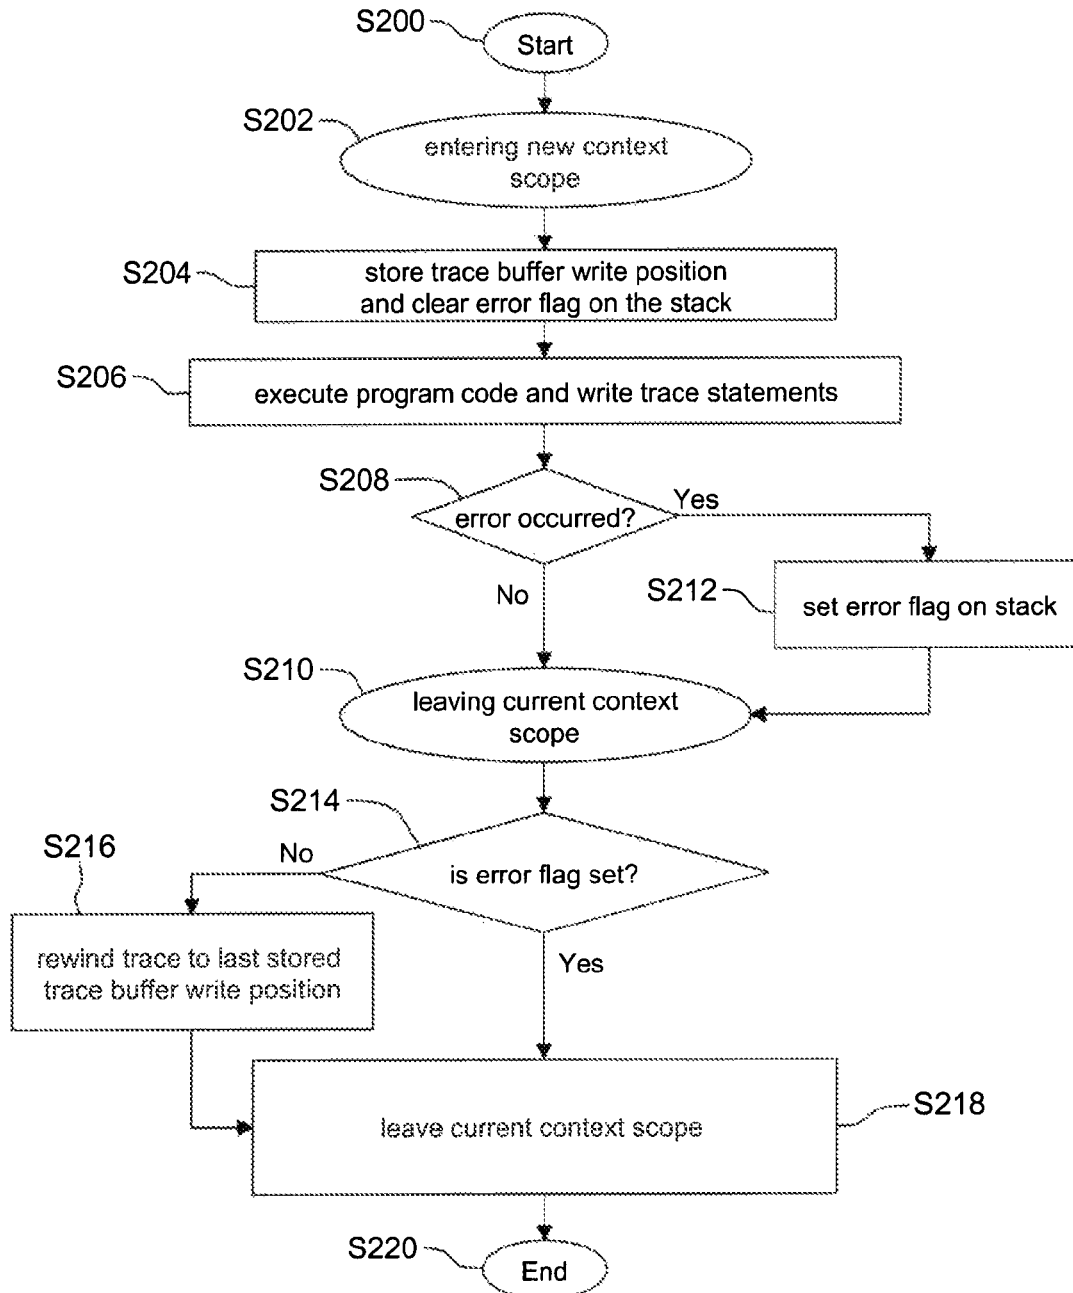 S200
Start
S202
entering new context
scope
S204
store trace buffer write position
and clear error flag on the stack
S206
execute program code and write trace statements
S208
error occurred?
Yes
No
S212
set error flag on stack
S210
leaving current context
scope
S214
is error flag set?
No
S216
rewind trace to last stored
trace buffer write position
Yes
leave current context scope
S218
S220
End